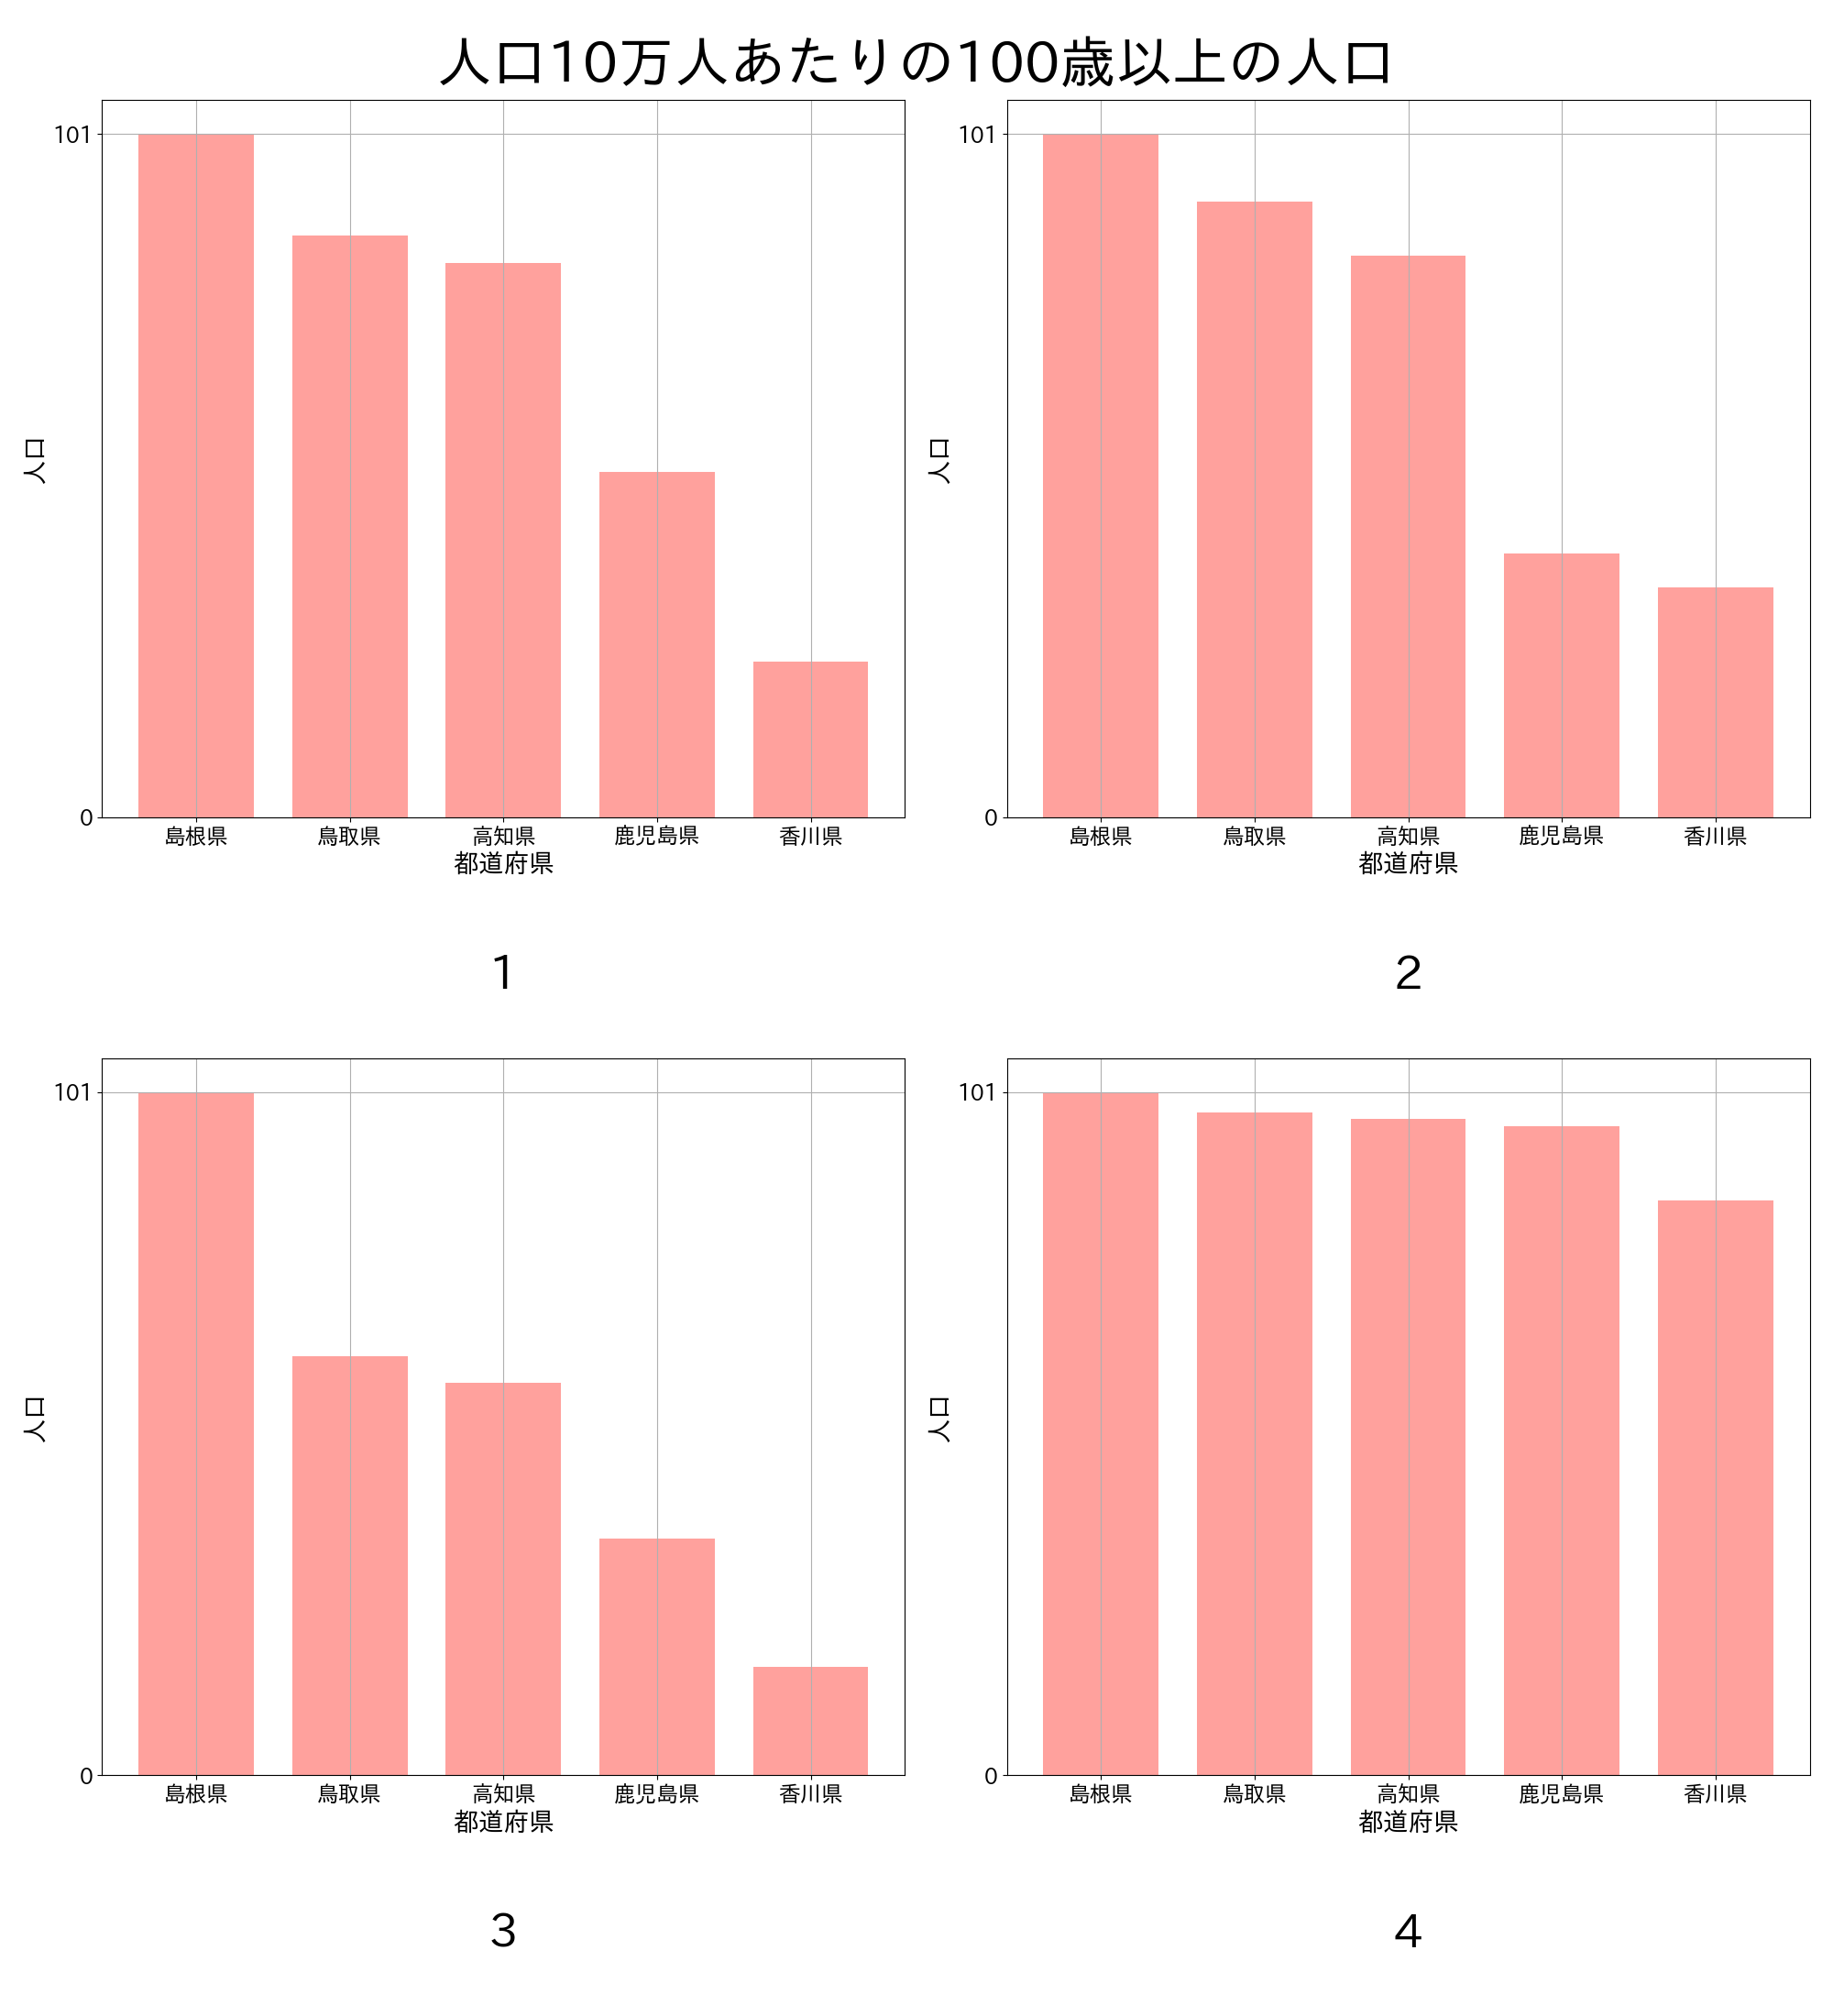 人口10万人あたりの100歳以上の人口
101
0
人口
島根県 鳥取県 高知県 鹿児島県 香川県
都道府県
1
101
0
人口
島根県 鳥取県 高知県 鹿児島県 香川県
都道府県
2
101
0
人口
島根県 鳥取県 高知県 鹿児島県 香川県
都道府県
3
101
0
人口
島根県 鳥取県 高知県 鹿児島県 香川県
都道府県
4